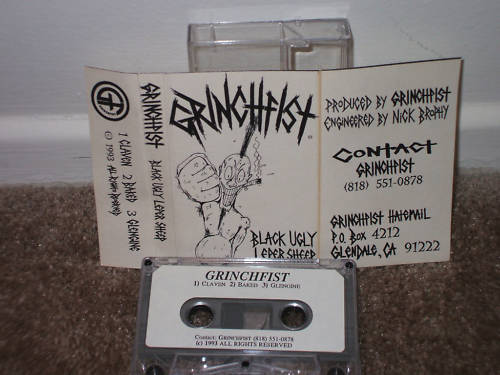 1 CLAVEN 2 BAKED 3 GLENGINE
© 1993 ALL RIGHTS RESERVED
GRINCHFIST BLACK UGLY LEPER SHEEP
GRINCHFIST
BLACK UGLY
LEPER SHEEP
PRODUCED BY GRINCHFIST
ENGINEERED BY NICK BROPHY
CONTACT
GRINCHFIST
(818) 551-0878
GRINCHFIST HATEMAIL
P.O. BOX 4212
GLENDALE, CA 91222
GRINCHFIST
1) CLAVEN 2) BAKED 3) GLENGINE
CONTACT: GRINCHFIST (818) 551-0878
(c) 1993 ALL RIGHTS RESERVED